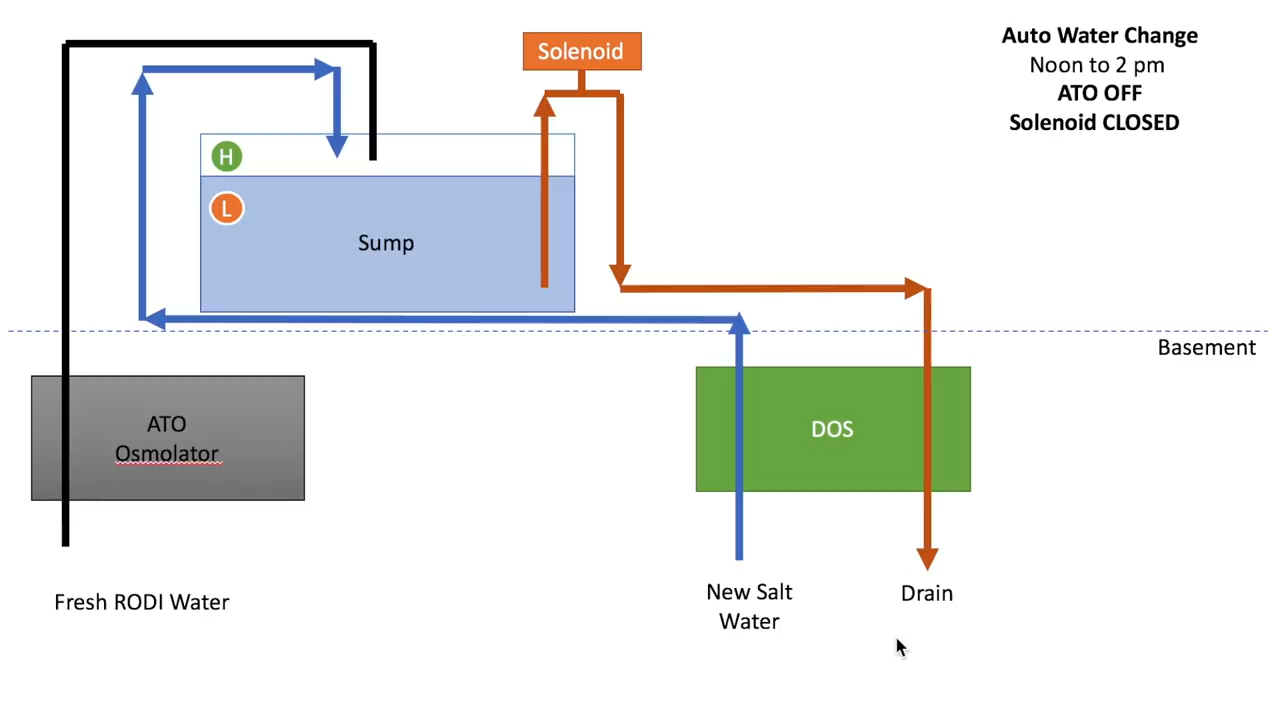 Auto Water Change
Noon to 2 pm
ATO OFF
Solenoid CLOSED
Solenoid
H
L
Sump
Basement
ATO
Osmolator
DOS
Fresh RODI Water
New Salt
Water
Drain